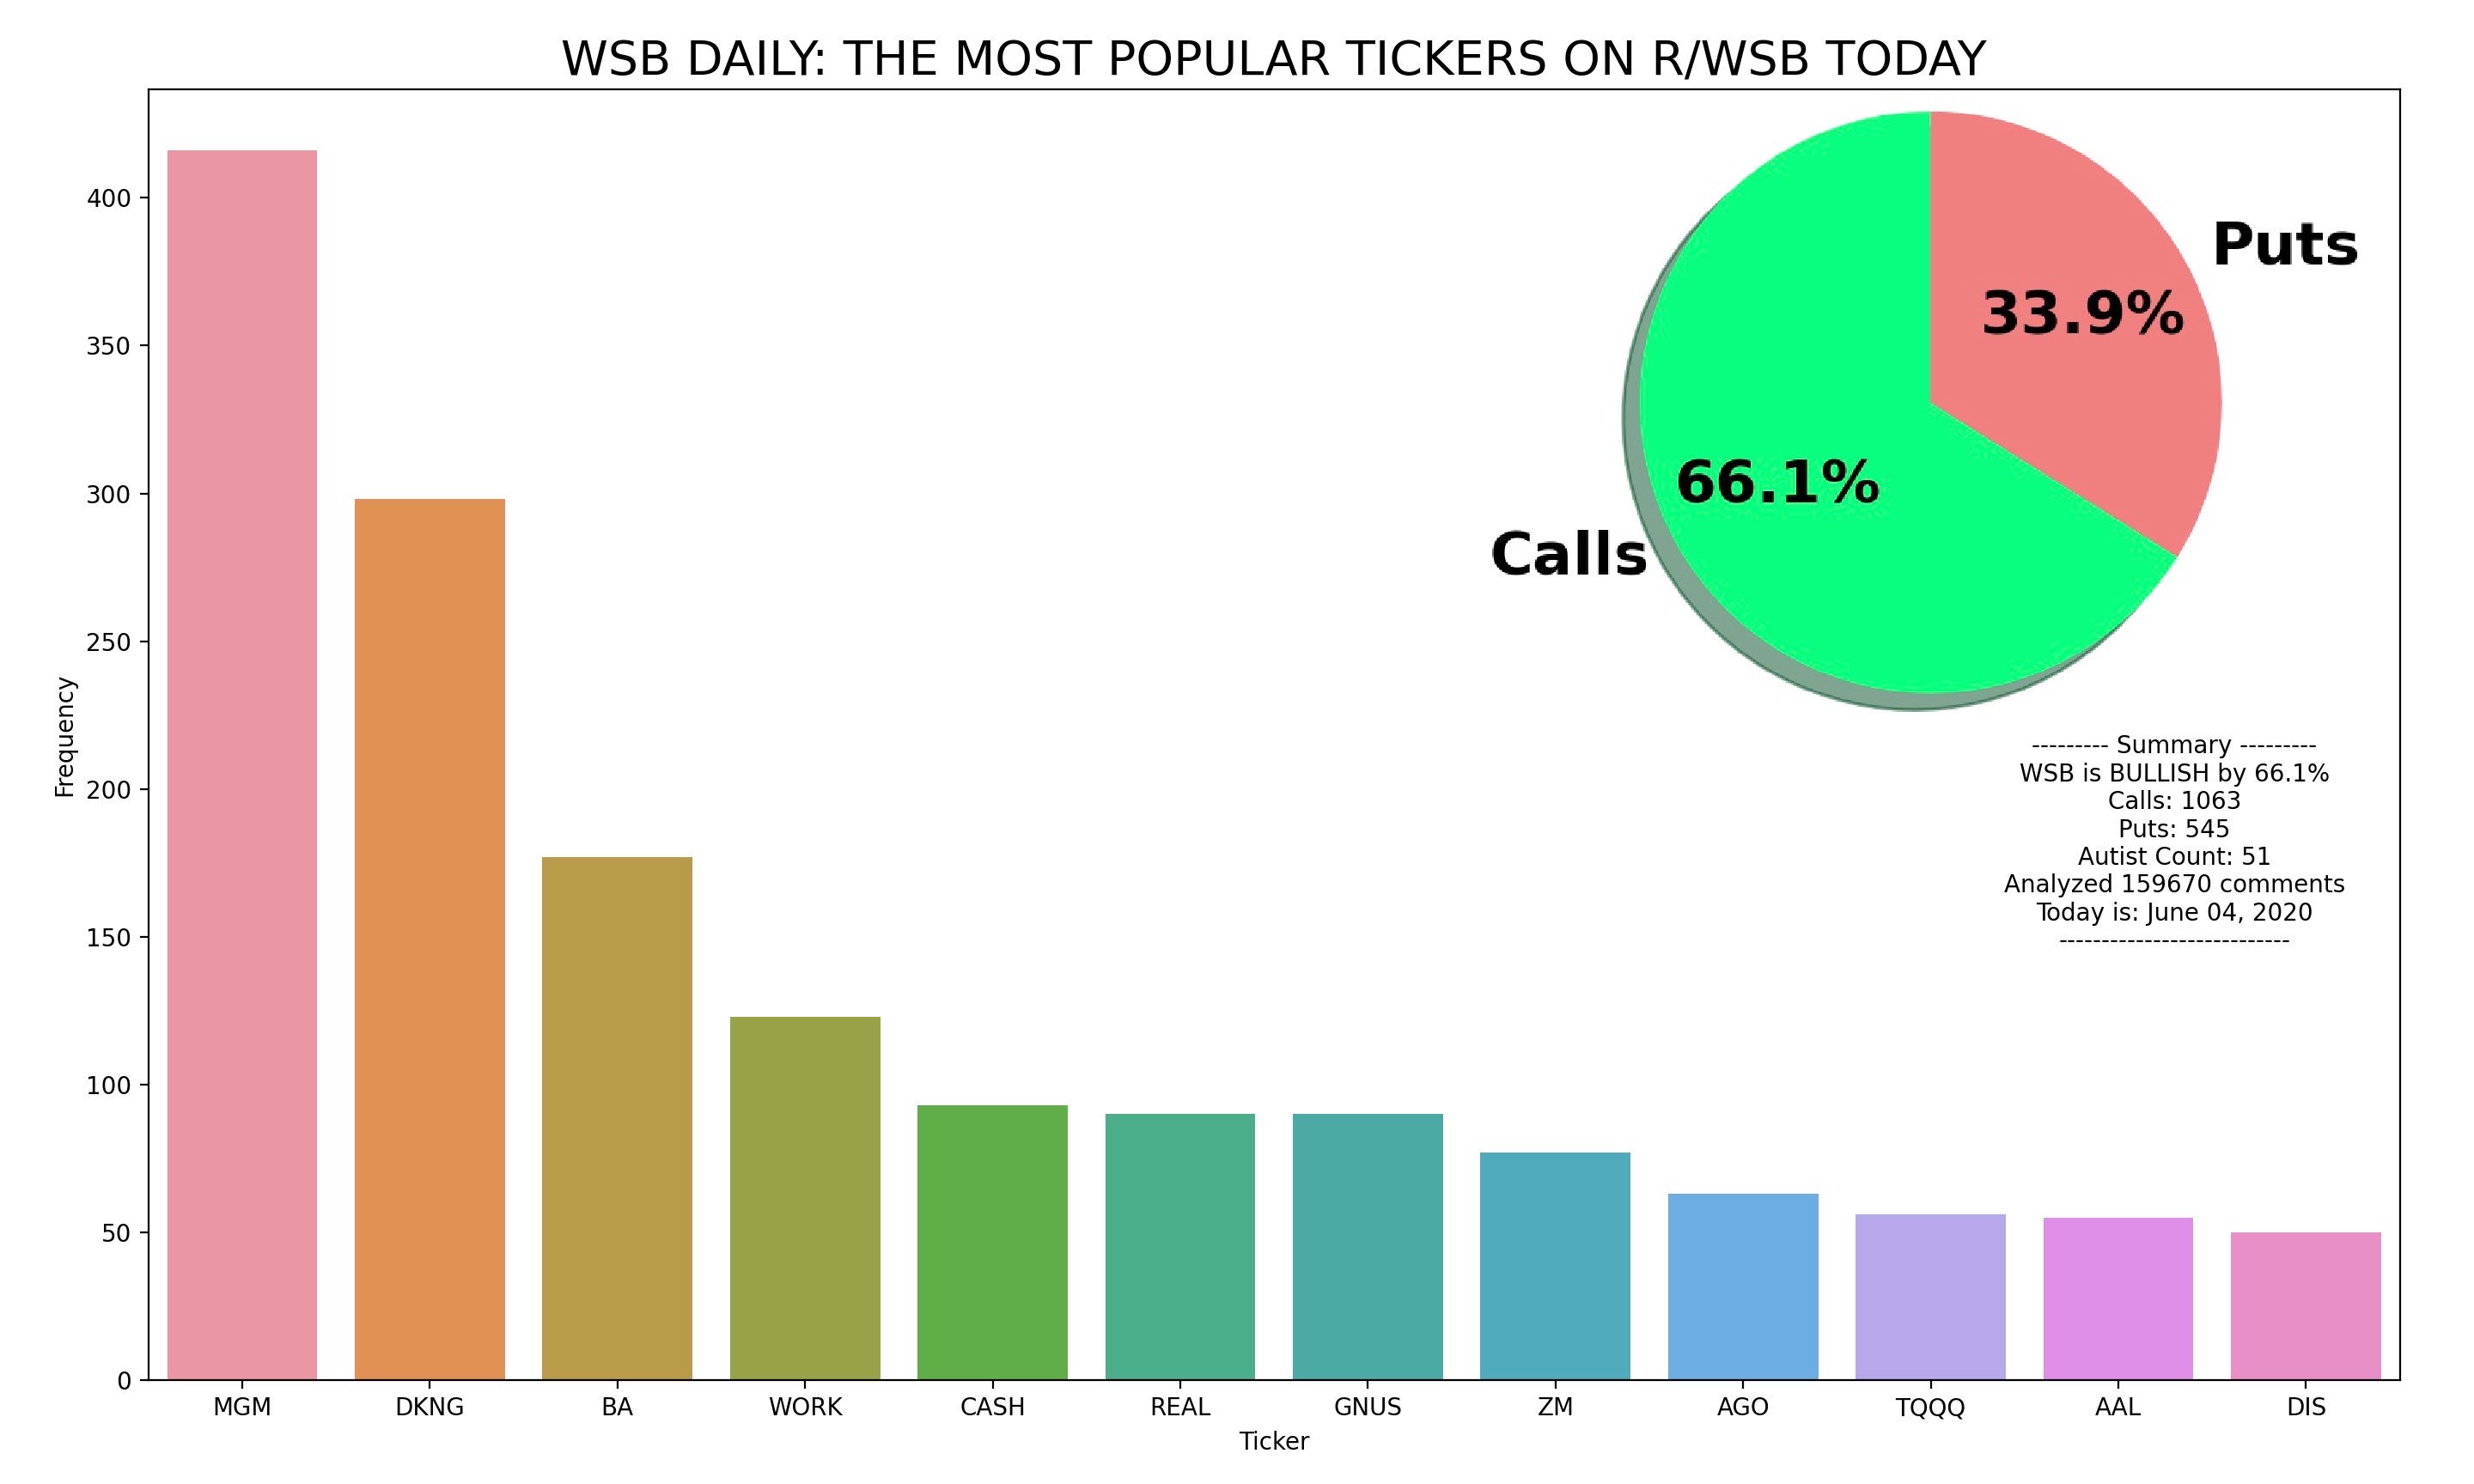 WSB DAILY: THE MOST POPULAR TICKERS ON R/WSB TODAY
Puts
33.9%
66.1%
Calls
--------- Summary ---------
WSB is BULLISH by 66.1%
Calls: 1063
Puts: 545
Autist Count: 51
Analyzed 159670 comments
Today is: June 04, 2020
---------------------------
Frequency
400
350
300
250
200
150
100
50
0
MGM DKNG BA WORK CASH REAL GNUS ZM AGO TQQQ AAL DIS
Ticker